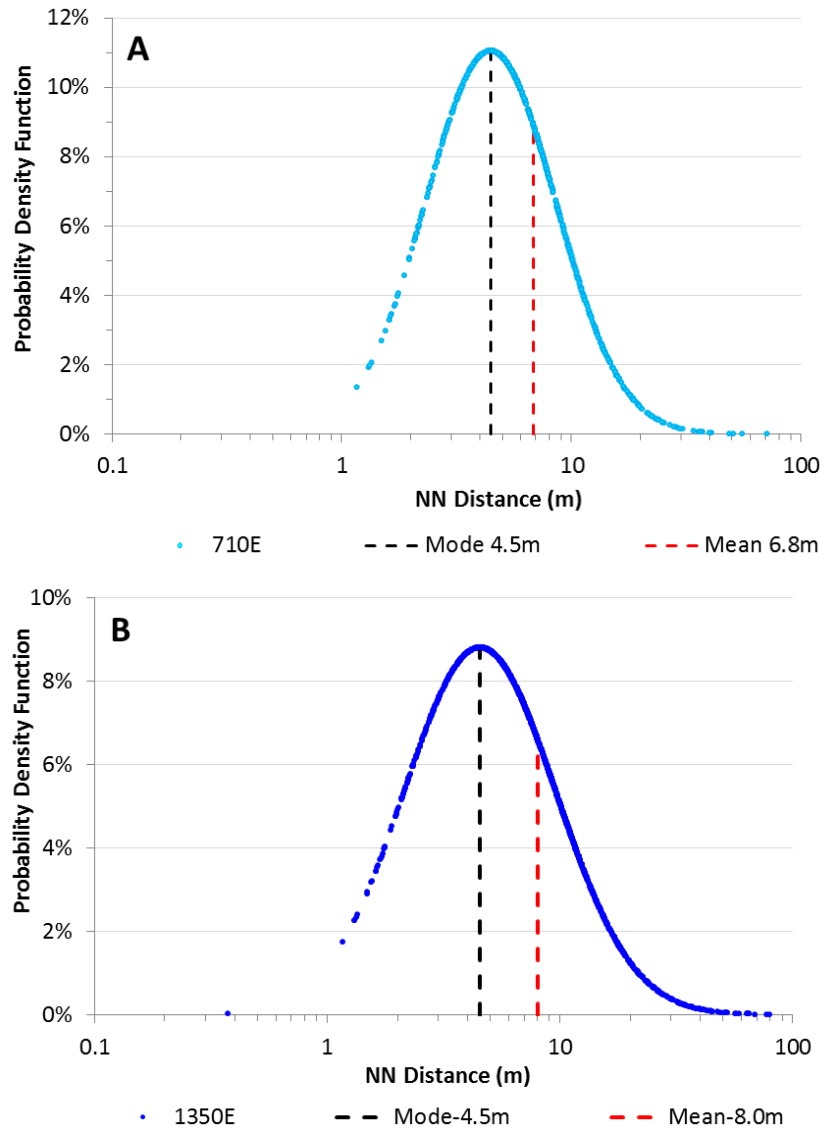 A
12%
10%
8%
6%
4%
2%
0%
Probability Density Function
0.1 1 10 100
NN Distance (m)
710E Mode 4.5m Mean 6.8m
B
10%
8%
6%
4%
2%
0%
Probability Density Function
0.1 1 10 100
NN Distance (m)
1350E Mode-4.5m Mean-8.0m